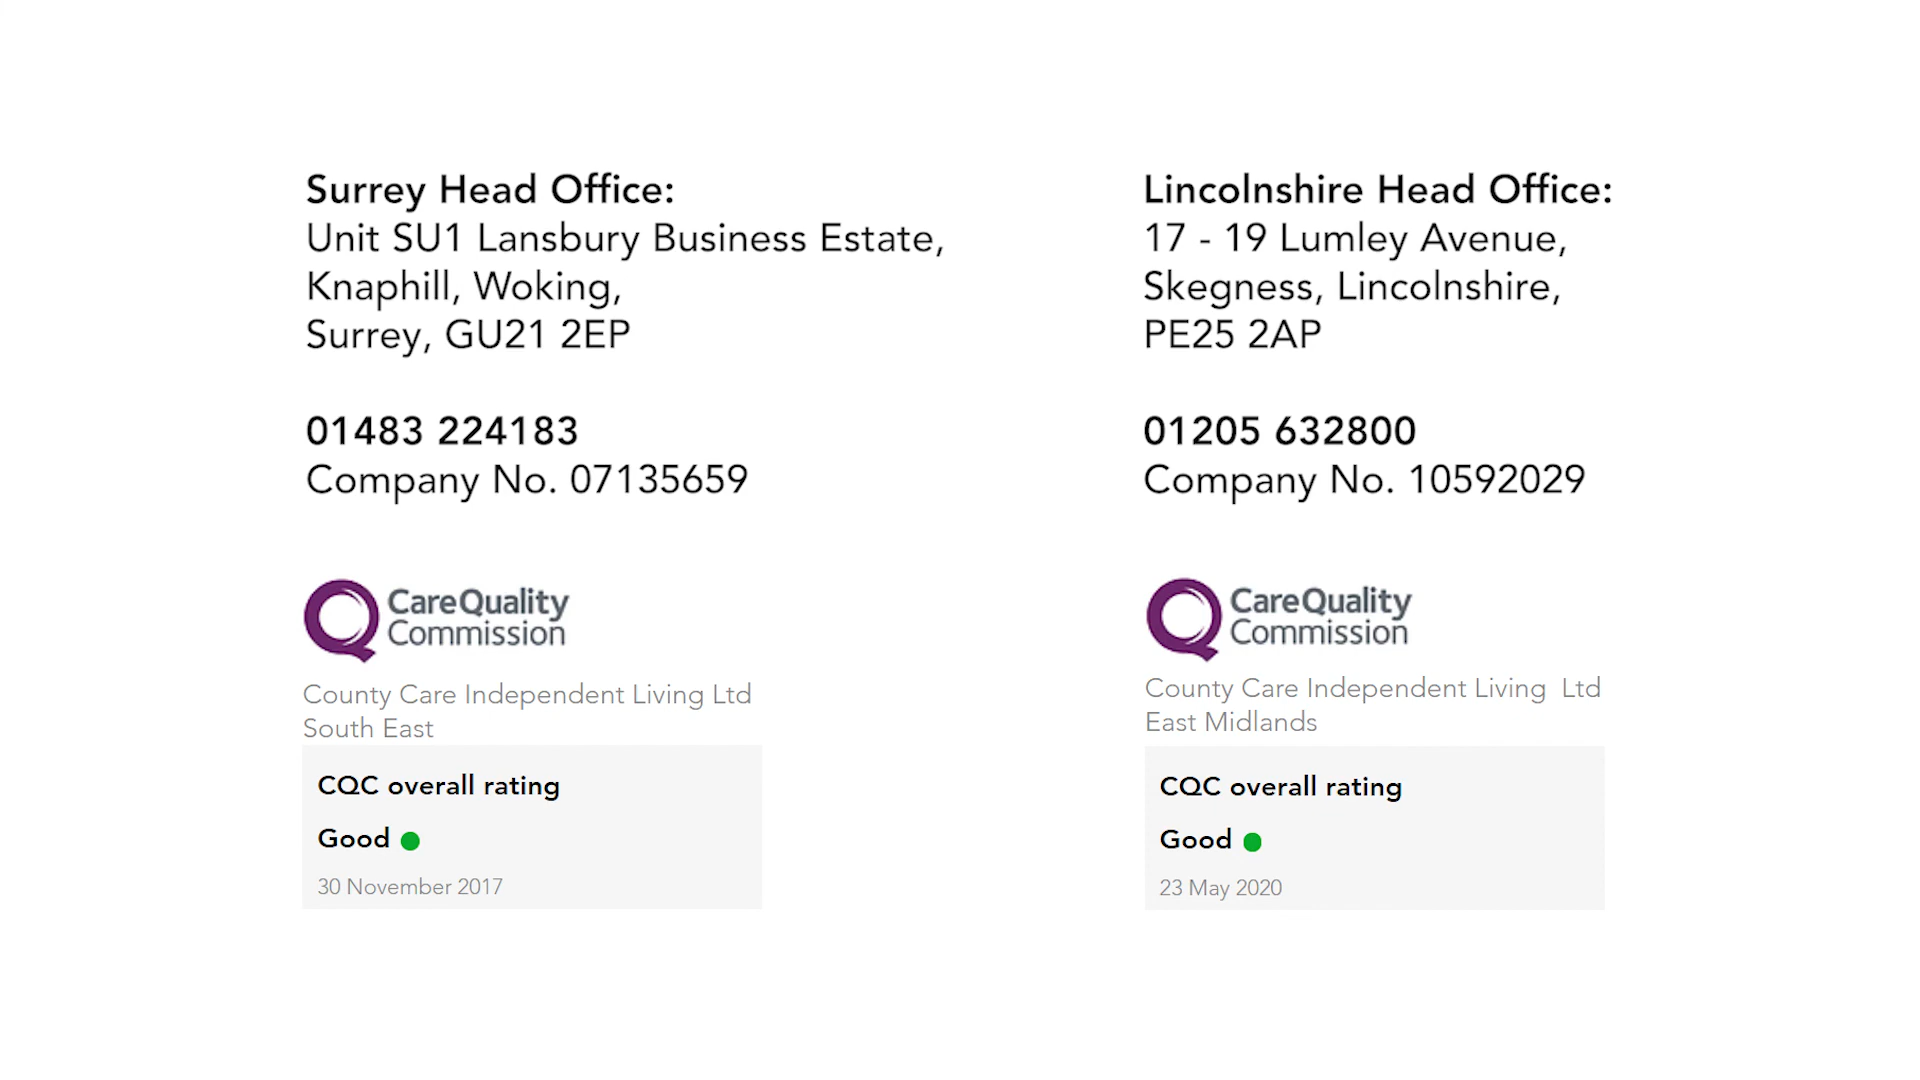 Surrey Head Office:
Unit SU1 Lansbury Business Estate,
Knaphill, Woking,
Surrey, GU21 2EP
01483 224183
Company No. 07135659
CareQuality
Commission
County Care Independent Living Ltd
South East
CQC overall rating
Good
30 November 2017
Lincolnshire Head Office:
17 - 19 Lumley Avenue,
Skegness, Lincolnshire,
PE25 2AP
01205 632800
Company No. 10592029
CareQuality
Commission
County Care Independent Living  Ltd
East Midlands
CQC overall rating
Good
23 May 2020